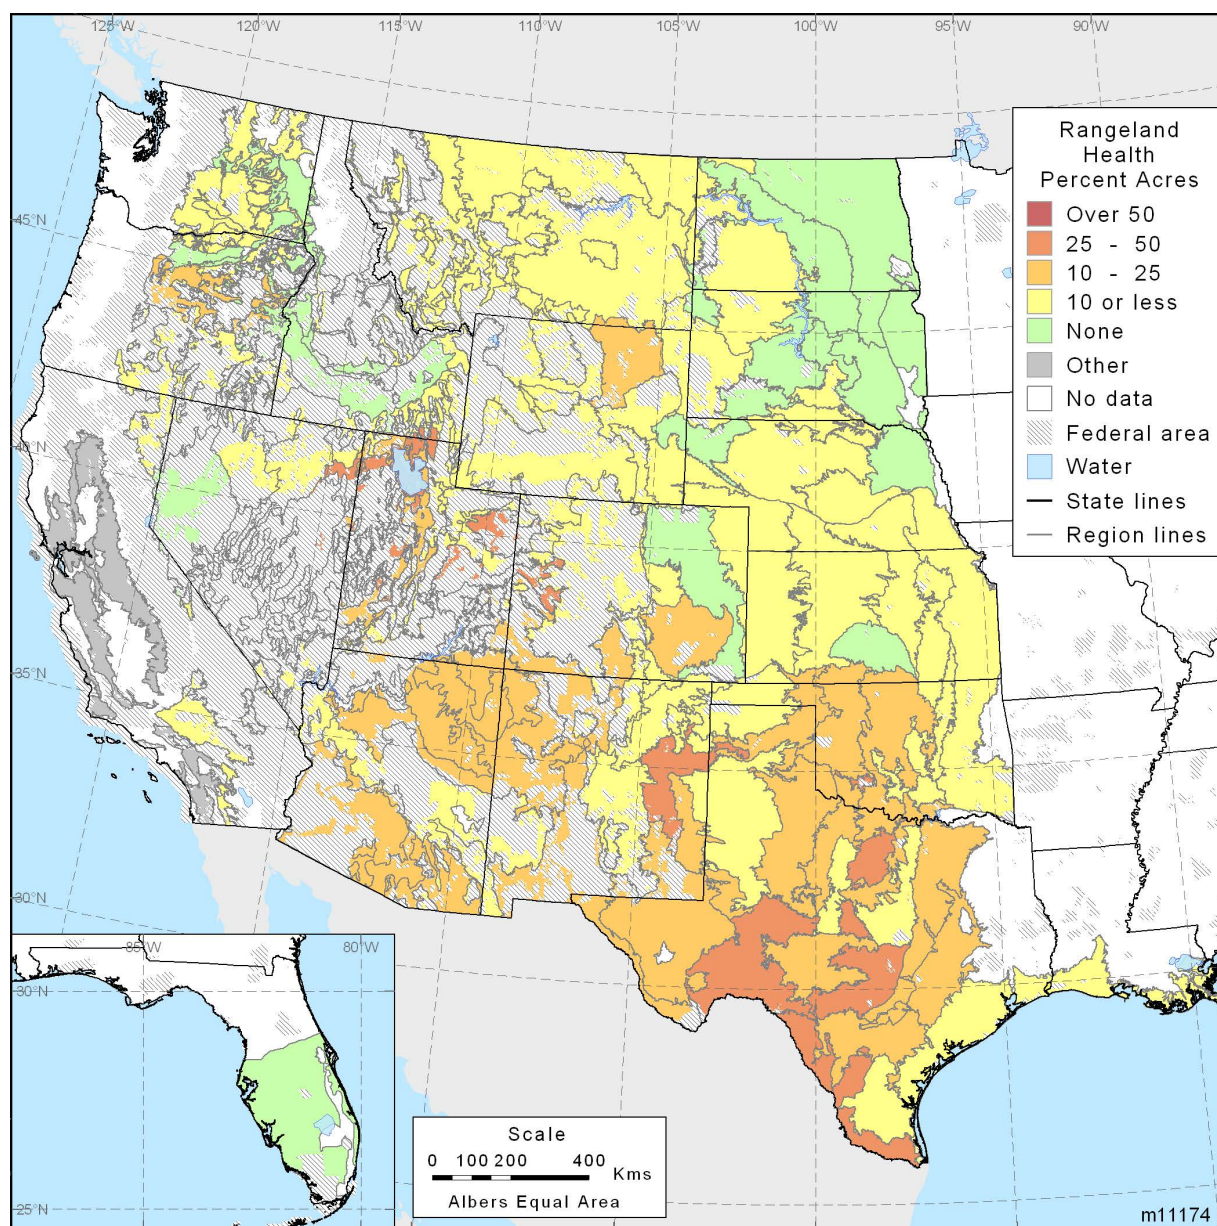 125°W
120°W
115°W
110°W
105°W
100°W
95°W
90°W
45°N
40°N
35°N
30°N
Rangeland
Health
Percent Acres
Over 50
25 - 50
10 - 25
10 or less
None
Other
No data
Federal area
Water
State lines
Region lines
85°W
80°W
30°N
25°N
Scale
0 100 200 400 Kms
Albers Equal Area
m11174